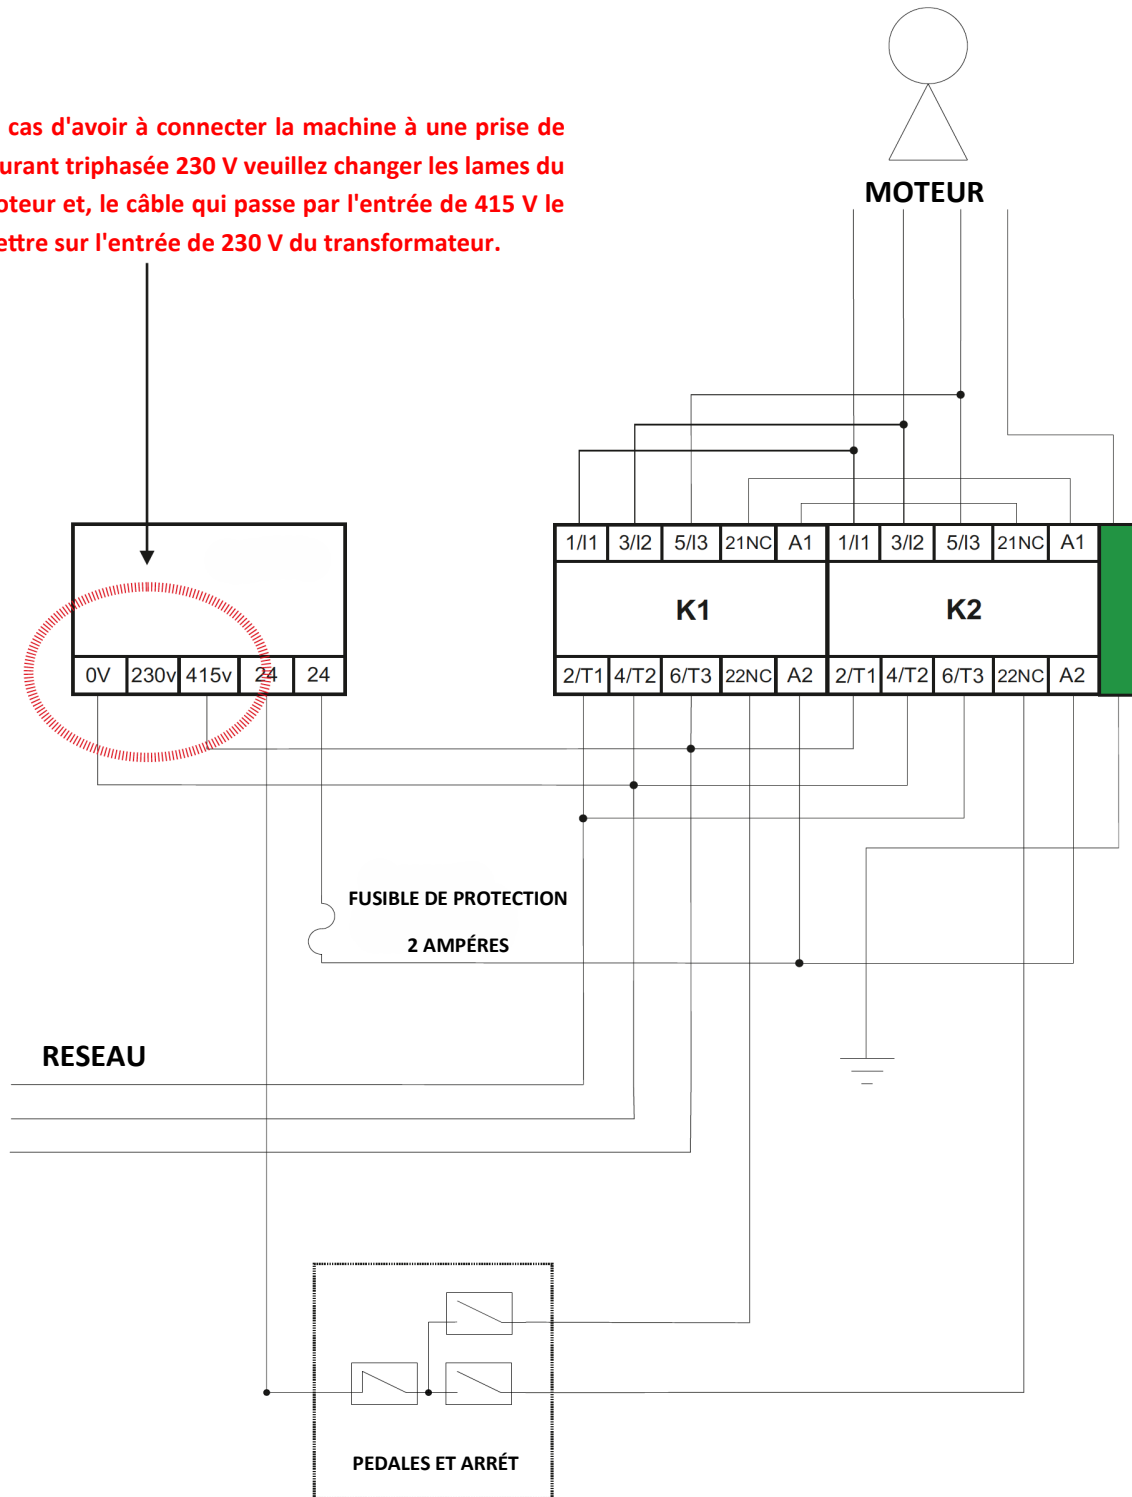 cas d'avoir à connecter la machine à une prise de
triphasée 230 V veuillez changer les lames du
et, le câble qui passe par l'entrée de 415 V le
sur l'entrée de 230 V du transformateur.
MOTEUR
1/I1 3/I2 5/I3 21NC A1 1/I1 3/I2 5/I3 21NC A1
K1 K2
0V 230v 415v 24 24
2/T1 4/T2 6/T3 22NC A2 2/T1 4/T2 6/T3 22NC A2
FUSIBLE DE PROTECTION
2 AMPÉRES
RESEAU
PEDALES ET ARRÉT